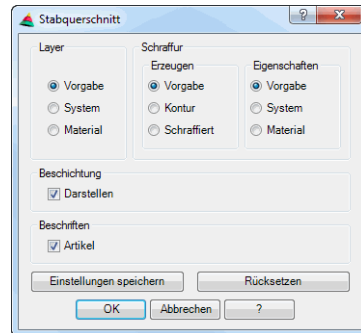 Stabquerschnitt
?
Layer
Schraffur
Erzeugen
Eigenschaften
Vorgabe
Vorgabe
Vorgabe
System
Kontur
System
Material
Schraffiert
Material
Beschichtung
Darstellen
Beschriften
Artikel
Einstellungen speichern
Rücksetzen
OK
Abbrechen
?